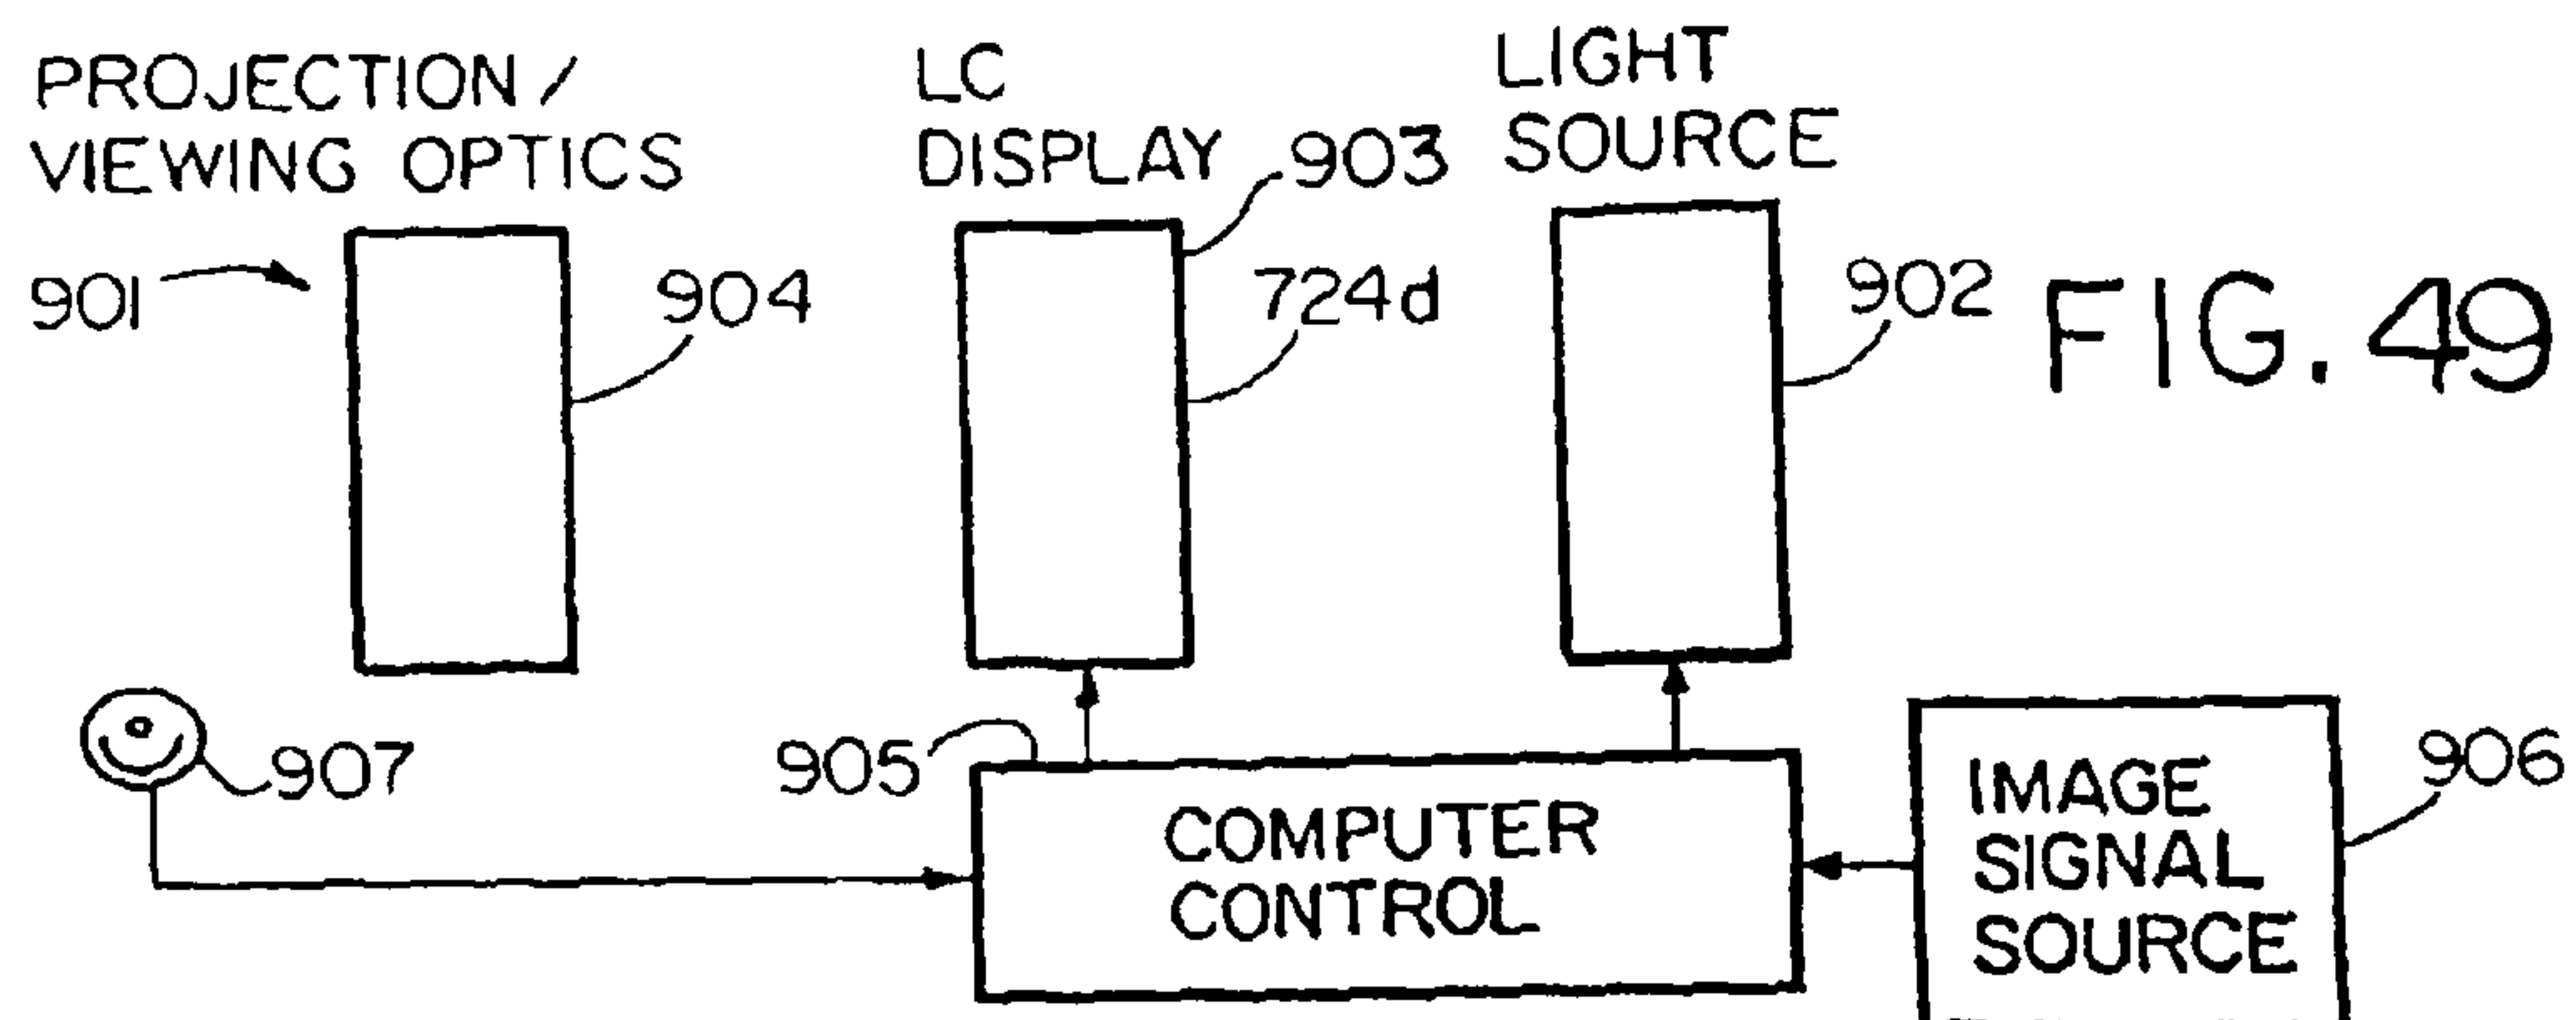 PROJECTION/
VIEWING OPTICS
LC
DISPLAY
903
LIGHT
SOURCE
901
904
724d
902
FIG. 49
907
905
COMPUTER
CONTROL
IMAGE
SIGNAL
SOURCE
906